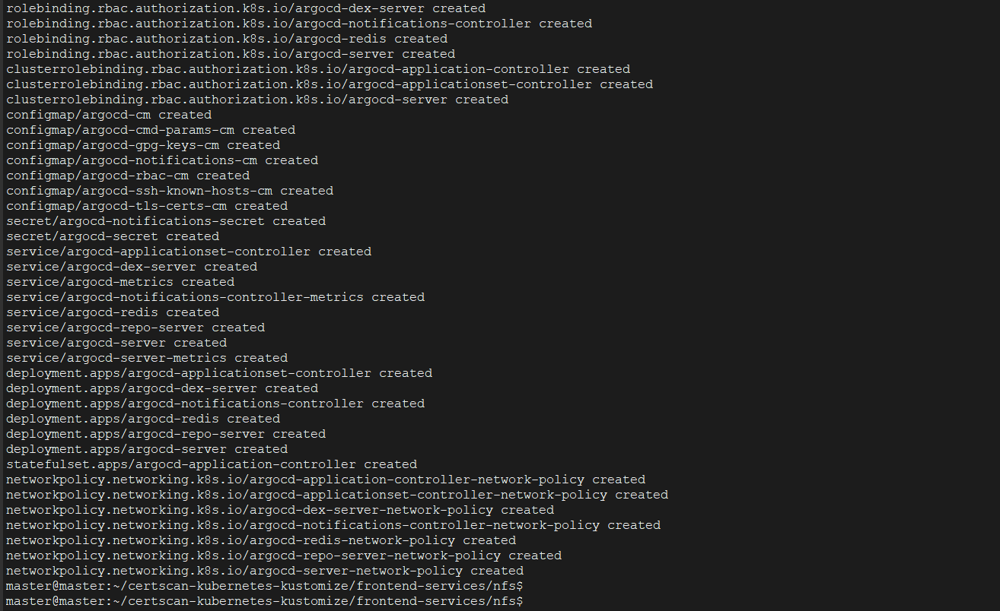 rolebinding.rbac.authorization.k8s.io/argocd-dex-server created
rolebinding.rbac.authorization.k8s.io/argocd-notifications-controller created
rolebinding.rbac.authorization.k8s.io/argocd-redis created
rolebinding.rbac.authorization.k8s.io/argocd-server created
clusterrolebinding.rbac.authorization.k8s.io/argocd-application-controller created
clusterrolebinding.rbac.authorization.k8s.io/argocd-applicationset-controller created
clusterrolebinding.rbac.authorization.k8s.io/argocd-server created
configmap/argocd-cm created
configmap/argocd-cmd-params-cm created
configmap/argocd-gpg-keys-cm created
configmap/argocd-notifications-cm created
configmap/argocd-rbac-cm created
configmap/argocd-ssh-known-hosts-cm created
configmap/argocd-tls-certs-cm created
secret/argocd-notifications-secret created
secret/argocd-secret created
service/argocd-applicationset-controller created
service/argocd-dex-server created
service/argocd-metrics created
service/argocd-notifications-controller-metrics created
service/argocd-redis created
service/argocd-repo-server created
service/argocd-server created
service/argocd-server-metrics created
deployment.apps/argocd-applicationset-controller created
deployment.apps/argocd-dex-server created
deployment.apps/argocd-notifications-controller created
deployment.apps/argocd-redis created
deployment.apps/argocd-repo-server created
deployment.apps/argocd-server created
statefulset.apps/argocd-application-controller created
networkpolicy.networking.k8s.io/argocd-application-controller-network-policy created
networkpolicy.networking.k8s.io/argocd-applicationset-controller-network-policy created
networkpolicy.networking.k8s.io/argocd-dex-server-network-policy created
networkpolicy.networking.k8s.io/argocd-notifications-controller-network-policy created
networkpolicy.networking.k8s.io/argocd-redis-network-policy created
networkpolicy.networking.k8s.io/argocd-repo-server-network-policy created
networkpolicy.networking.k8s.io/argocd-server-network-policy created
master@master:~/certscan-kubernetes-kustomize/frontend-services/nfs$
master@master:~/certscan-kubernetes-kustomize/frontend-services/nfs$